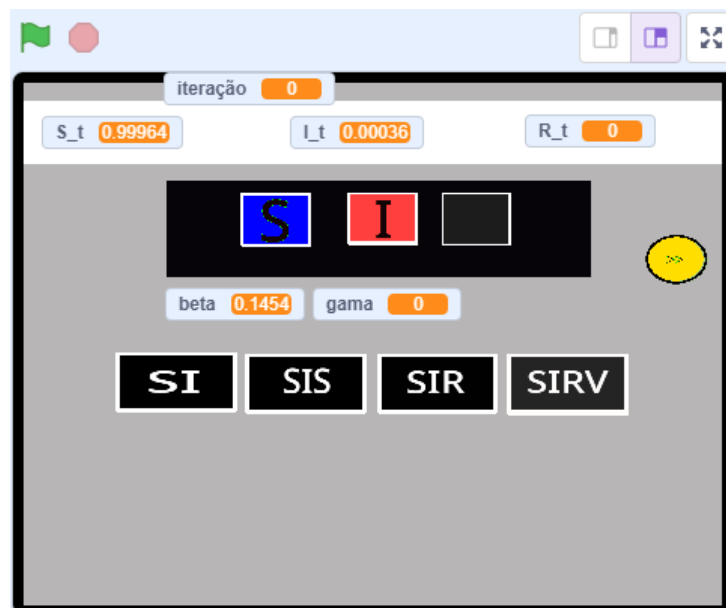 iteração 0
S_t 0.99964 I_t 0.00036 R_t 0
S I
>>
beta 0.1454 gama 0
SI SIS SIR SIRV